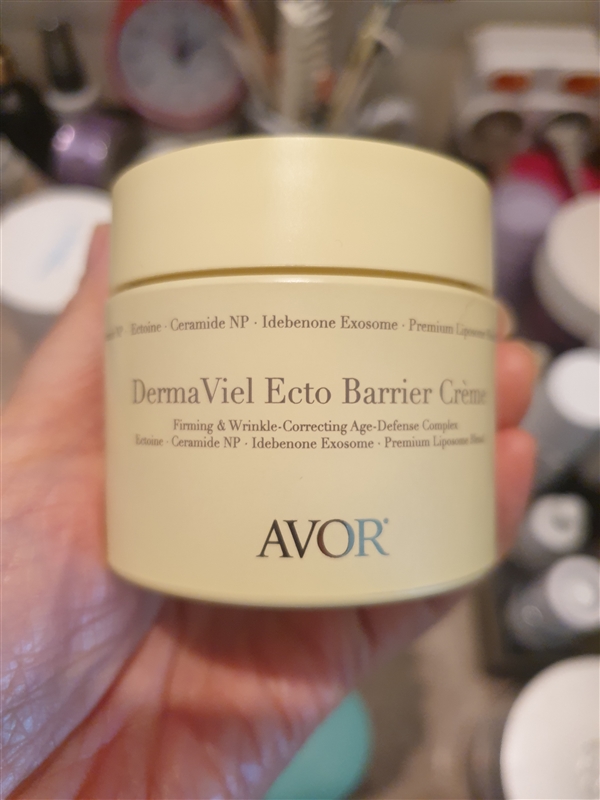 Ectoine · Ceramide NP · Idebenone Exosome · Premium Liposome
DermaViel Ecto Barrier Crème
Firming & Wrinkle-Correcting Age-Defense Complex
Ectoine · Ceramide NP · Idebenone Exosome · Premium Liposome Blend
AVOR®